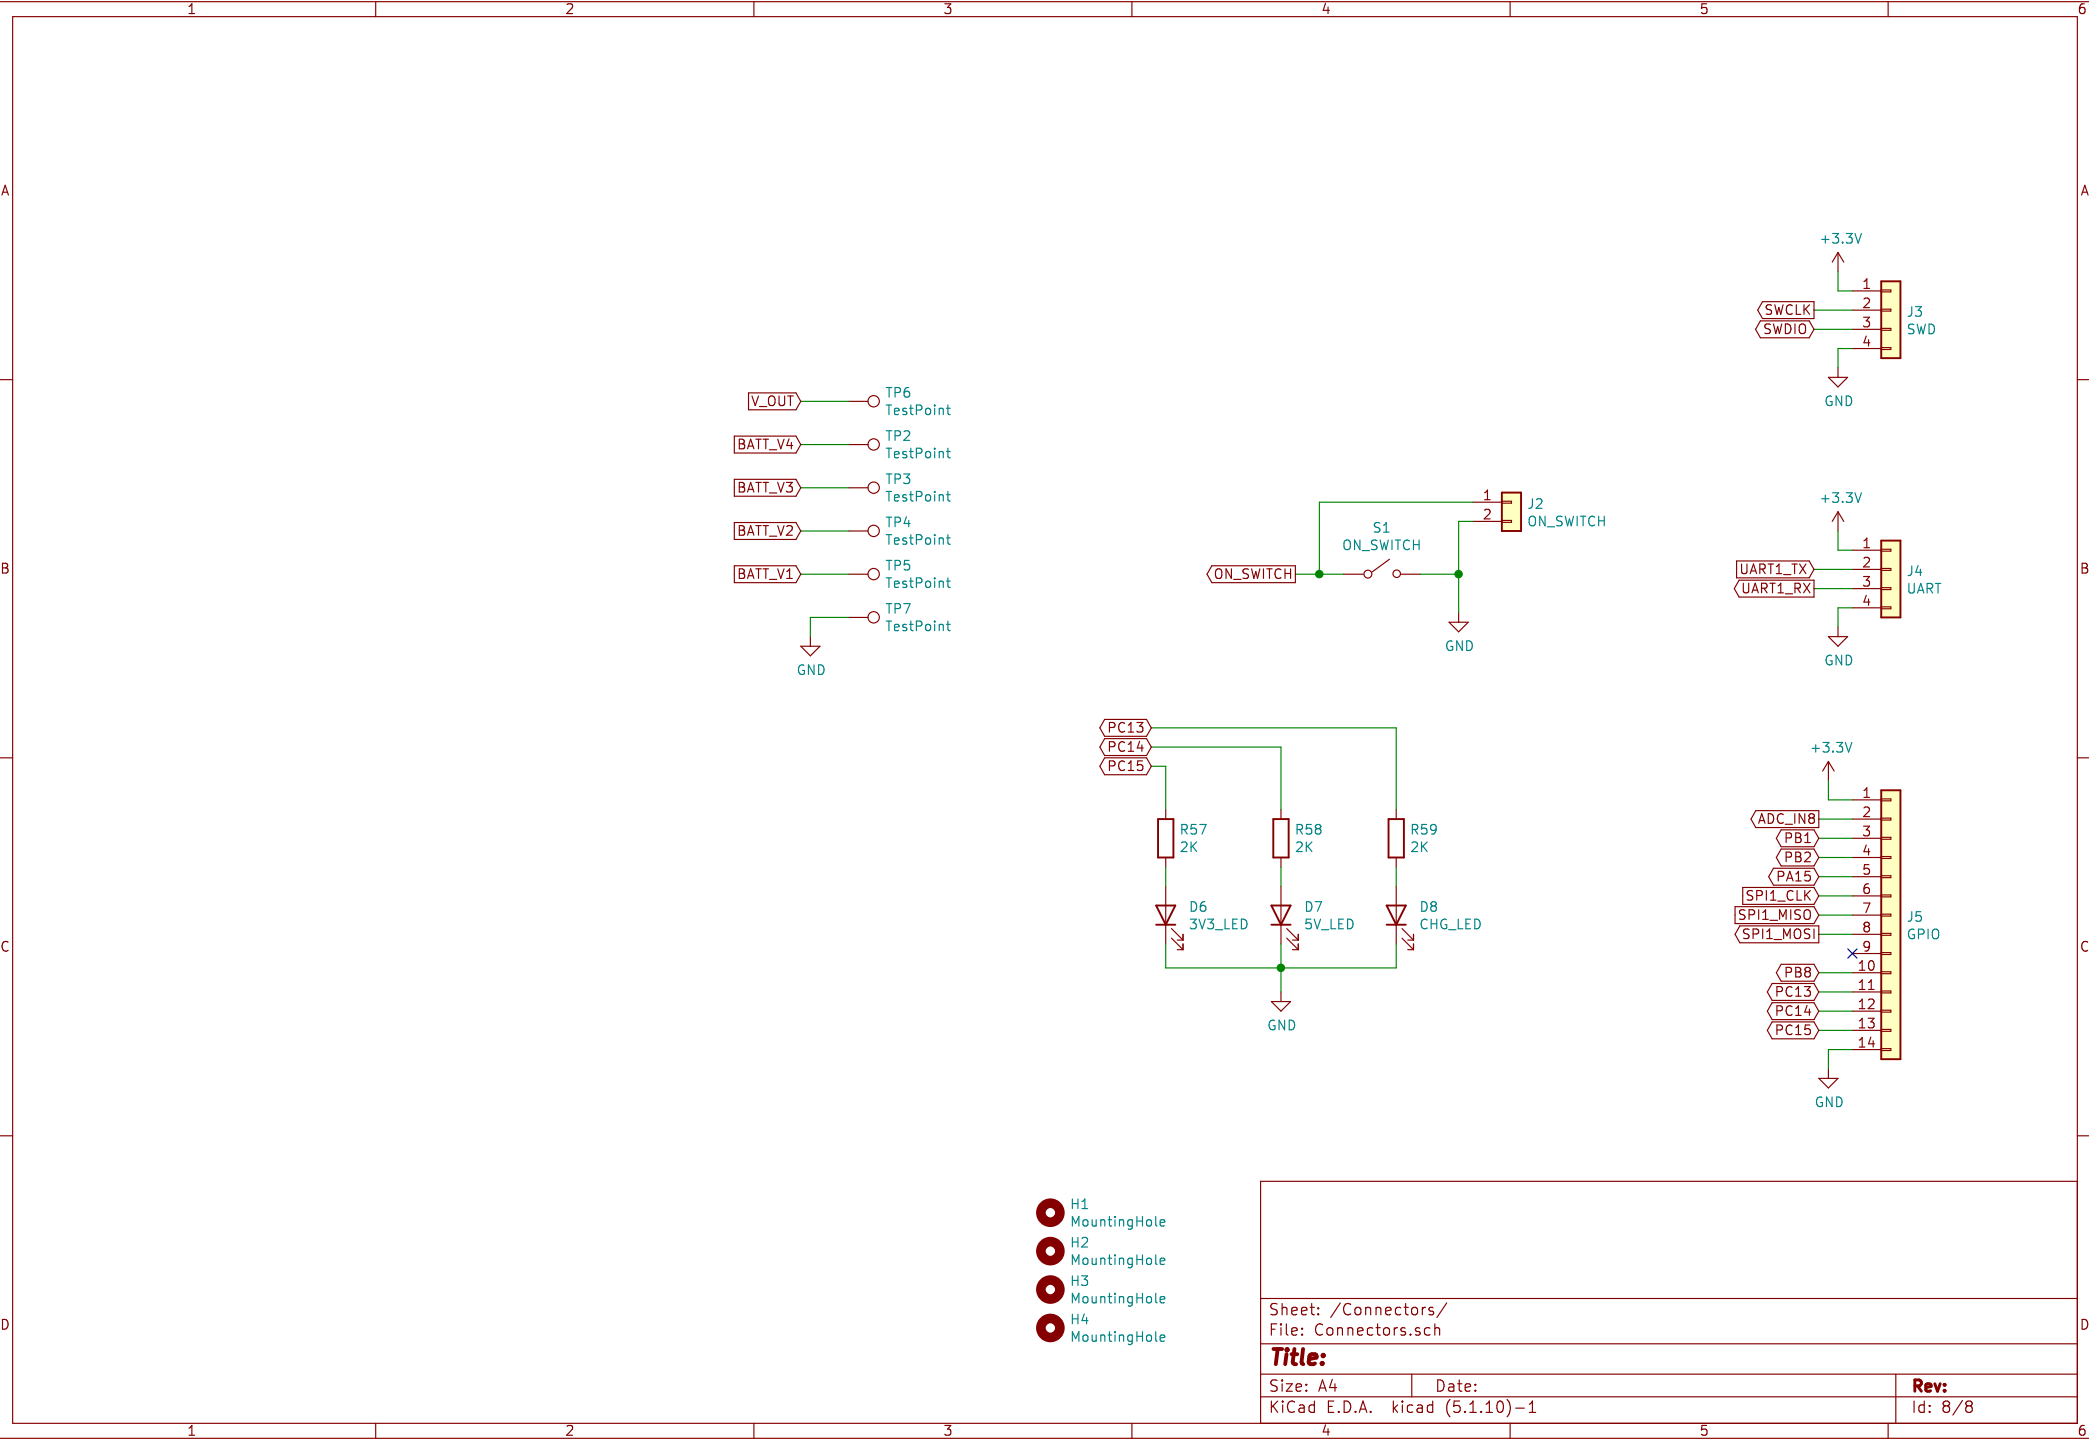 1 2 3 4 5 6
A A
+3.3V
1
SWCLK 2
SWDIO 3
4
J3
SWD
GND
V_OUT
TP6
TestPoint
BATT_V4
TP2
TestPoint
BATT_V3
TP3
TestPoint
BATT_V2
TP4
TestPoint
BATT_V1
TP5
TestPoint
TP7
TestPoint
GND
1
2
J2
ON_SWITCH
S1
ON_SWITCH
ON_SWITCH
GND
+3.3V
1
UART1_TX 2
UART1_RX 3
4
J4
UART
GND
B B
PC13
PC14
PC15
R57
2K
R58
2K
R59
2K
D6
3V3_LED
D7
5V_LED
D8
CHG_LED
GND
+3.3V
1
ADC_IN8 2
PB1 3
PB2 4
PA15 5
SPI1_CLK 6
SPI1_MISO 7
SPI1_MOSI 8
9
PB8 10
PC13 11
PC14 12
PC15 13
14
J5
GPIO
GND
C C
H1
MountingHole
H2
MountingHole
H3
MountingHole
H4
MountingHole
D D
Sheet: /Connectors/
File: Connectors.sch
Title:
Size: A4 Date: Rev:
KiCad E.D.A. kicad (5.1.10)-1 Id: 8/8
1 2 3 4 5 6